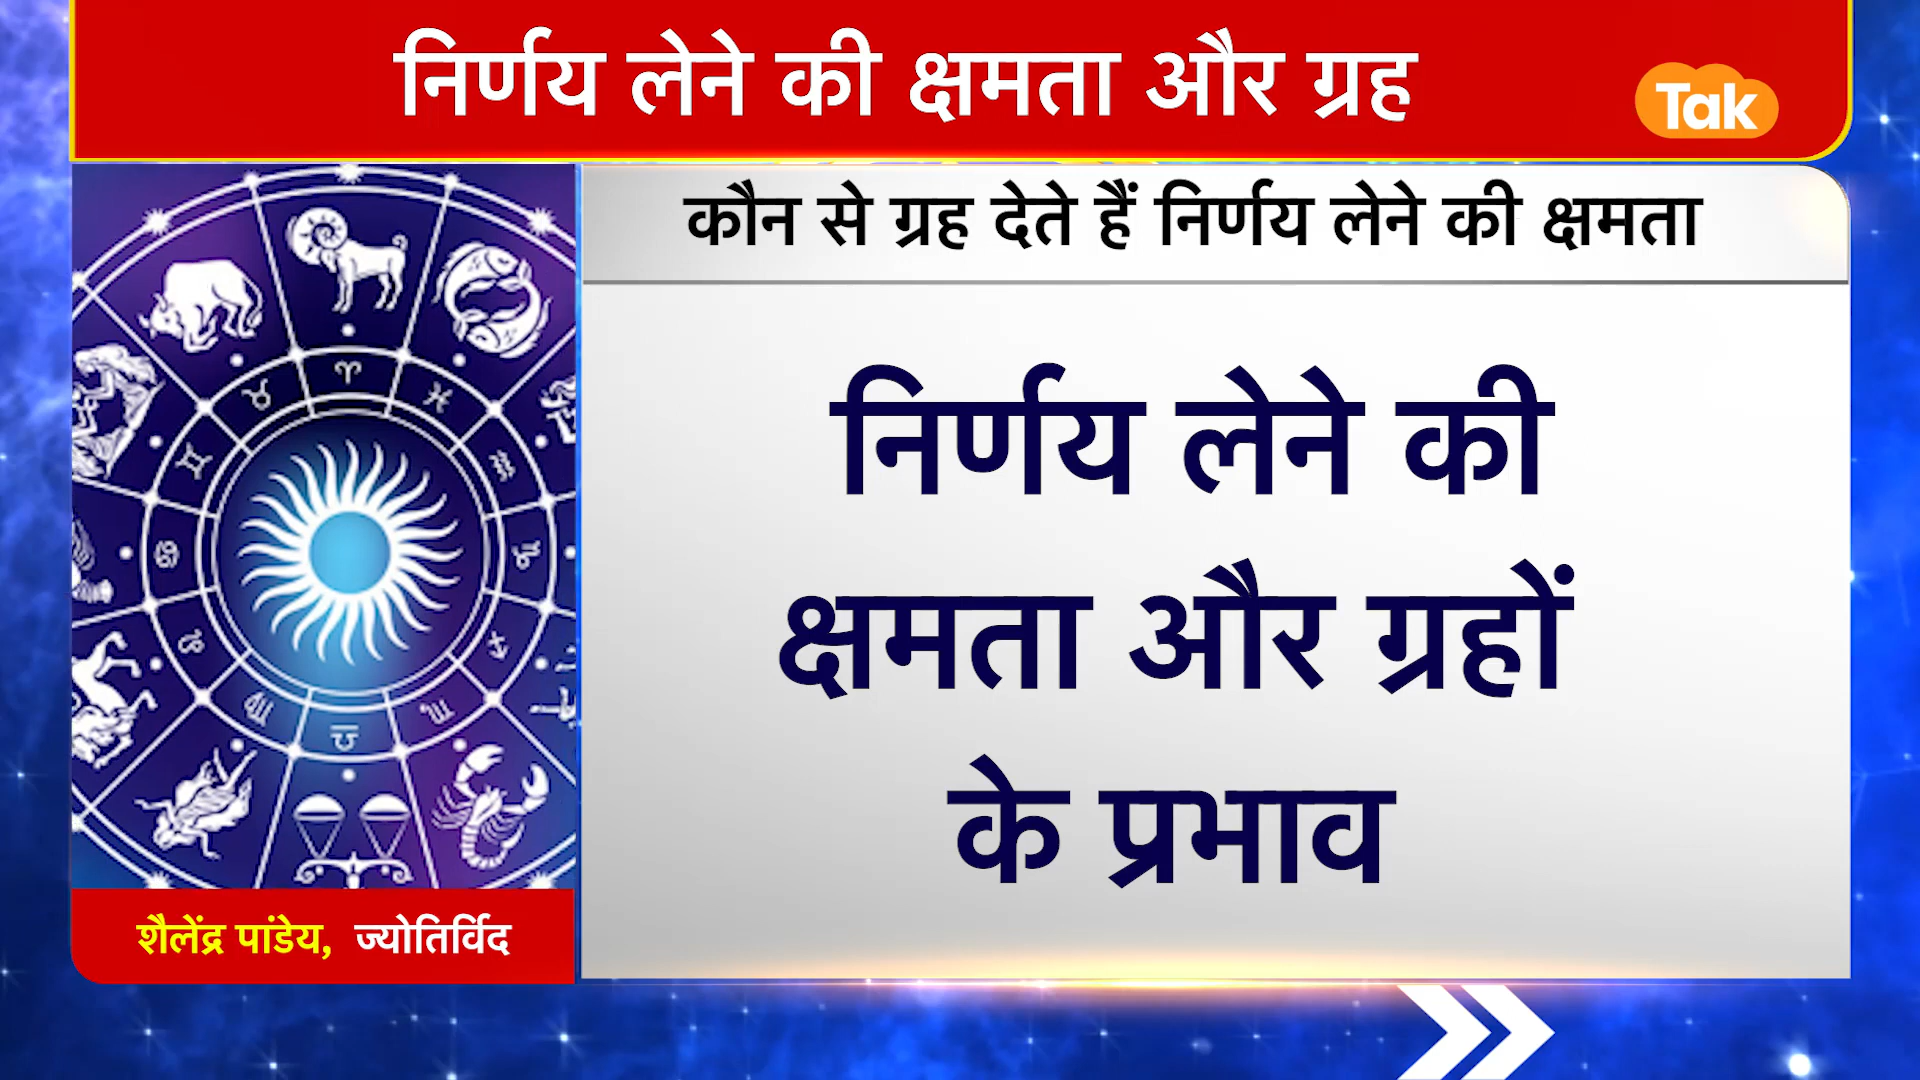 निर्णय लेने की क्षमता और ग्रह
Tak
कौन से ग्रह देते हैं निर्णय लेने की क्षमता
निर्णय लेने की
क्षमता और ग्रहों
के प्रभाव
शैलेंद्र पांडेय, ज्योतिर्विद